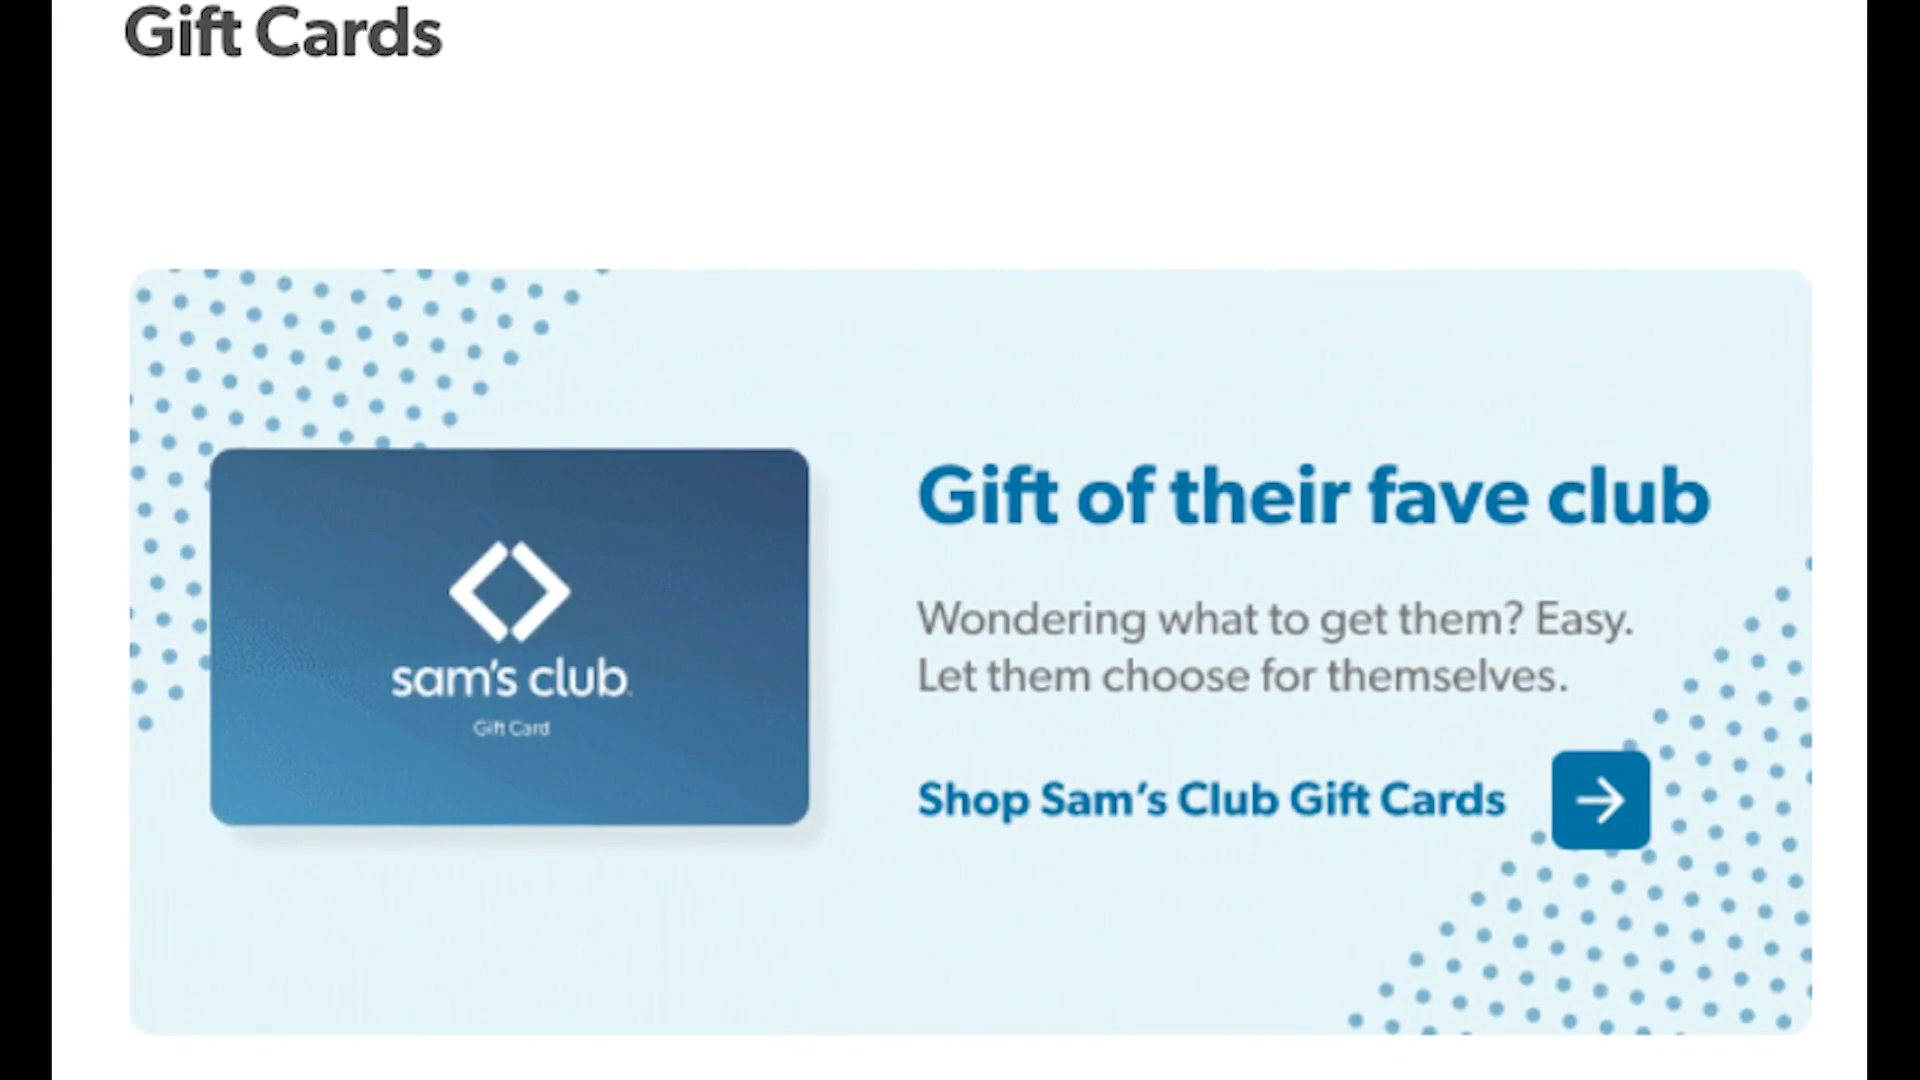 Gift Cards
sam's club
Gift Card
Gift of their fave club
Wondering what to get them? Easy.
Let them choose for themselves.
Shop Sam's Club Gift Cards